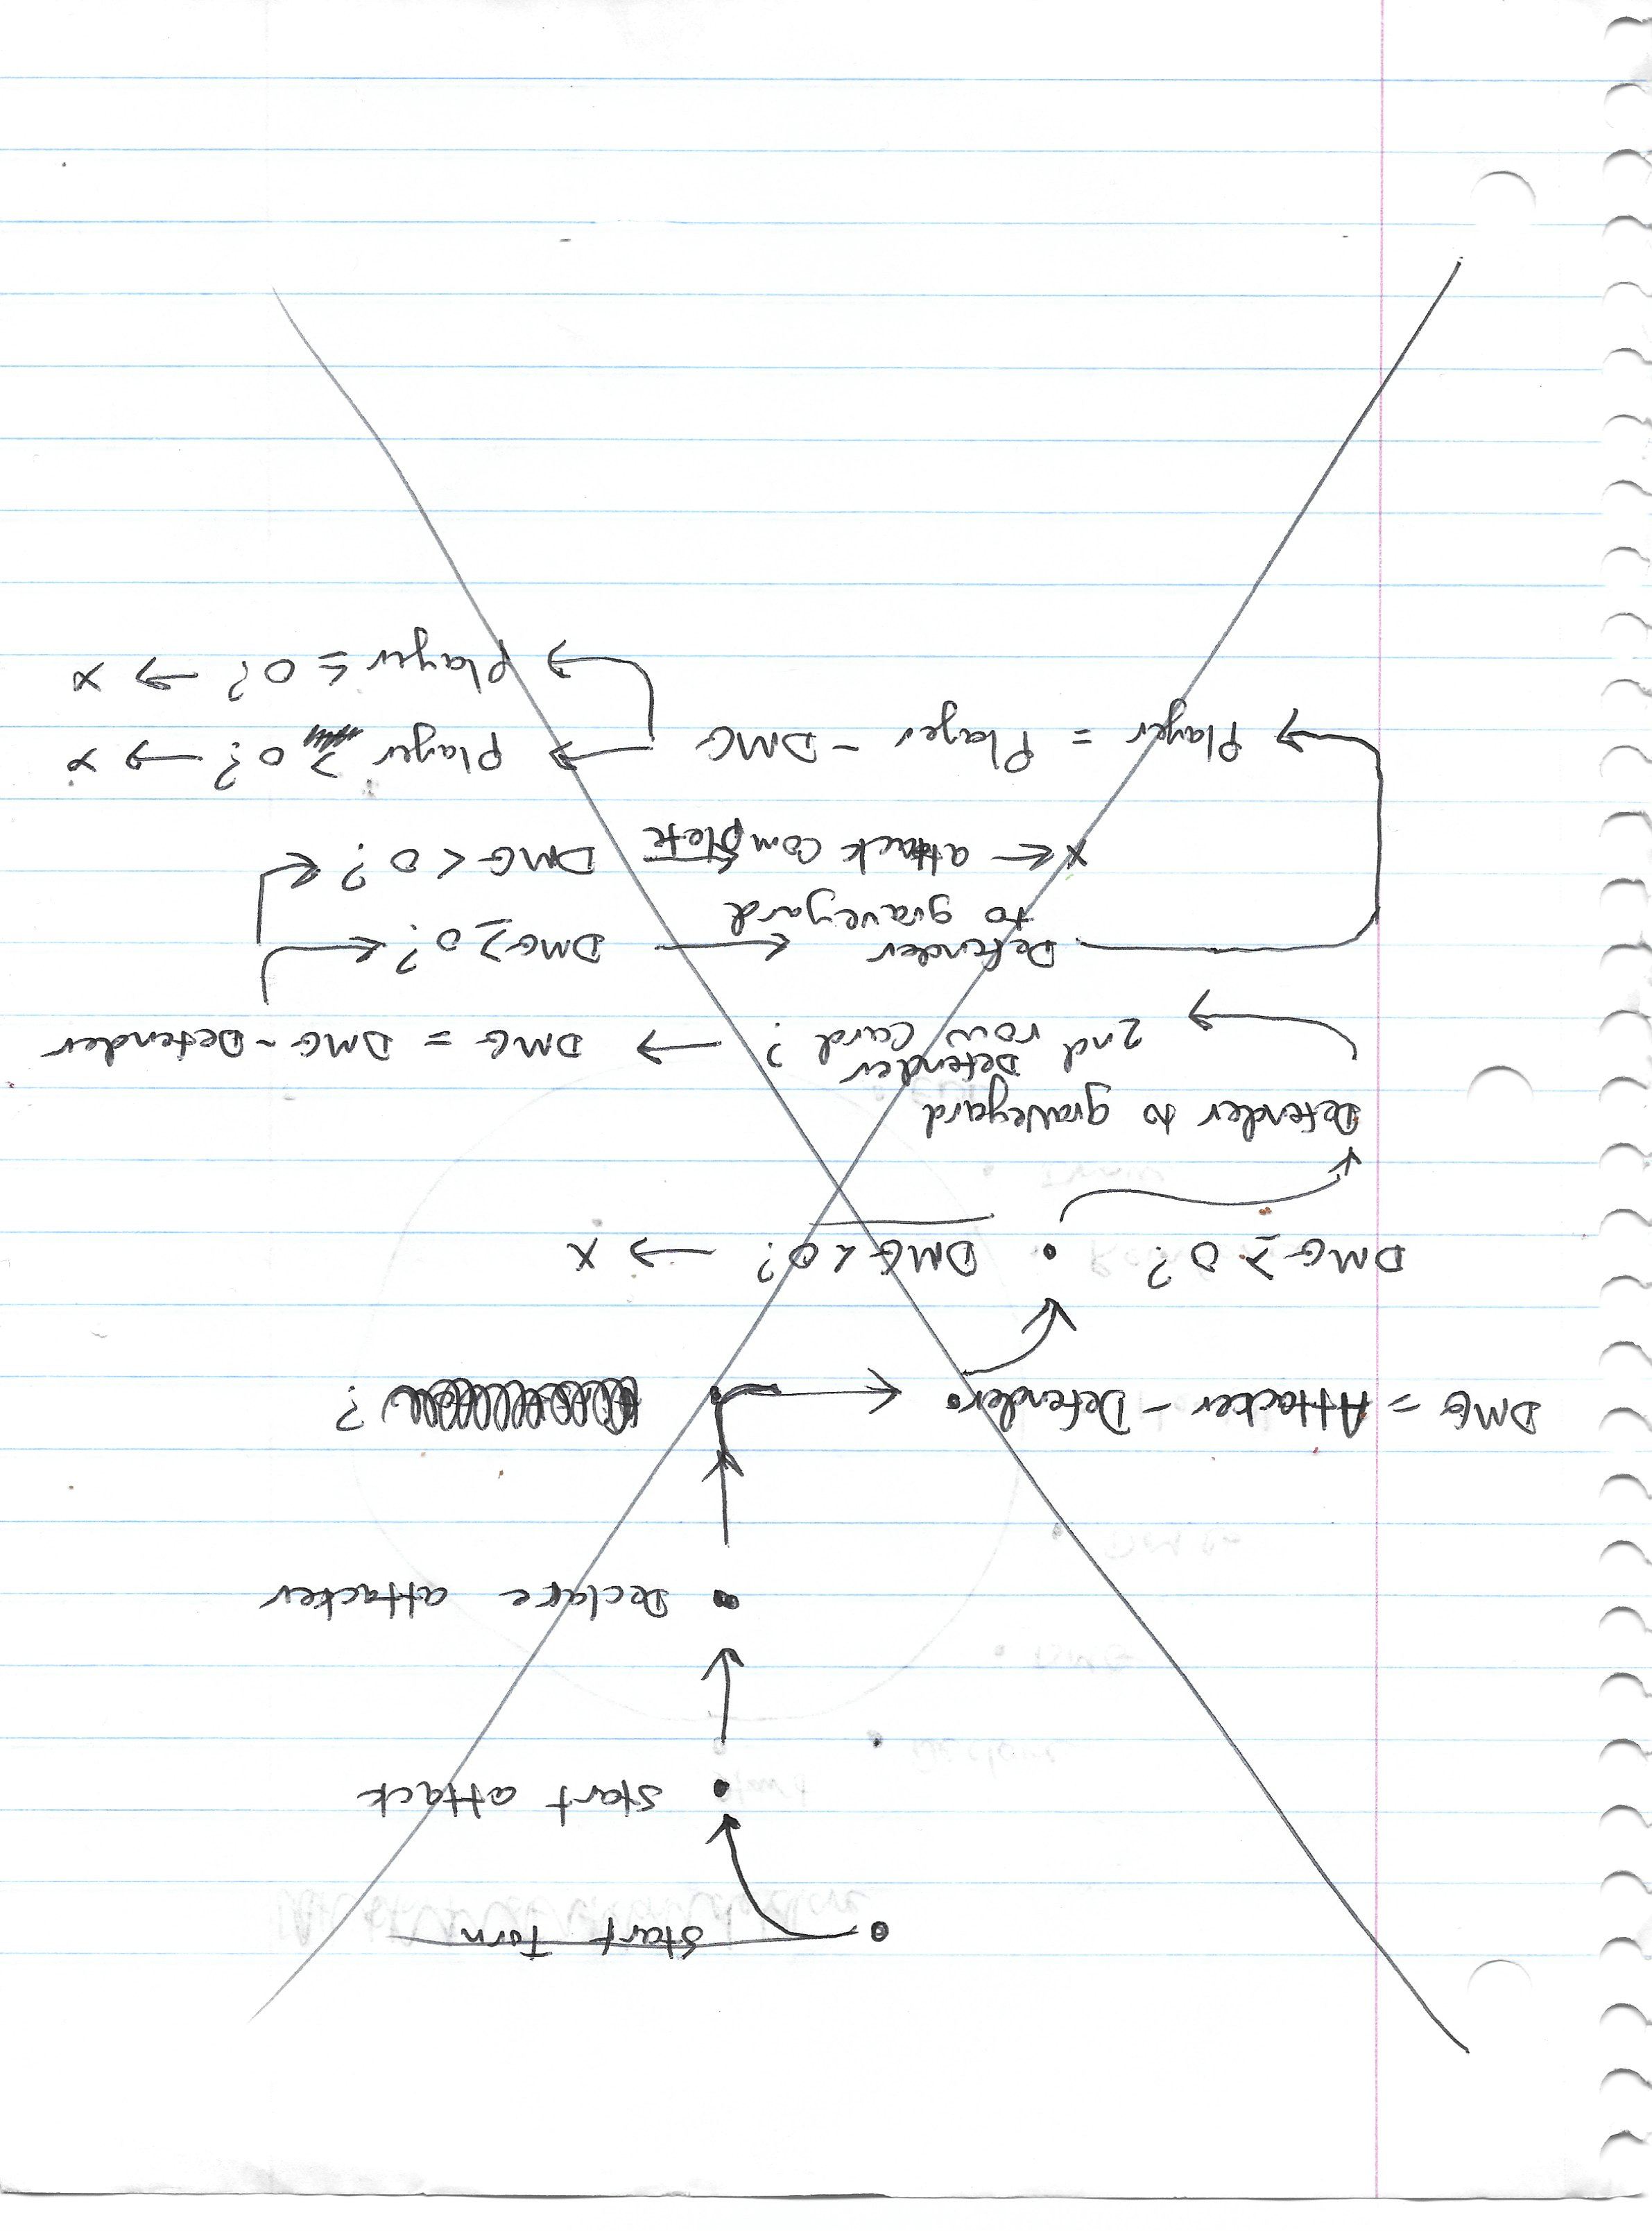 Start Turn
Start attack
Declare attacker
DMG = Attacker - Defender
?
DMG ≥ 0?
DMG < 0? → x
Defender to graveyard
Defender
2nd row card? → DMG = DMG - Defender
Defender ← DMG ≥ 0?
to graveyard
x ← attack complete ← DMG < 0?
Player = Player - DMG → Player ≥ 0? → x
Player ≤ 0? → x